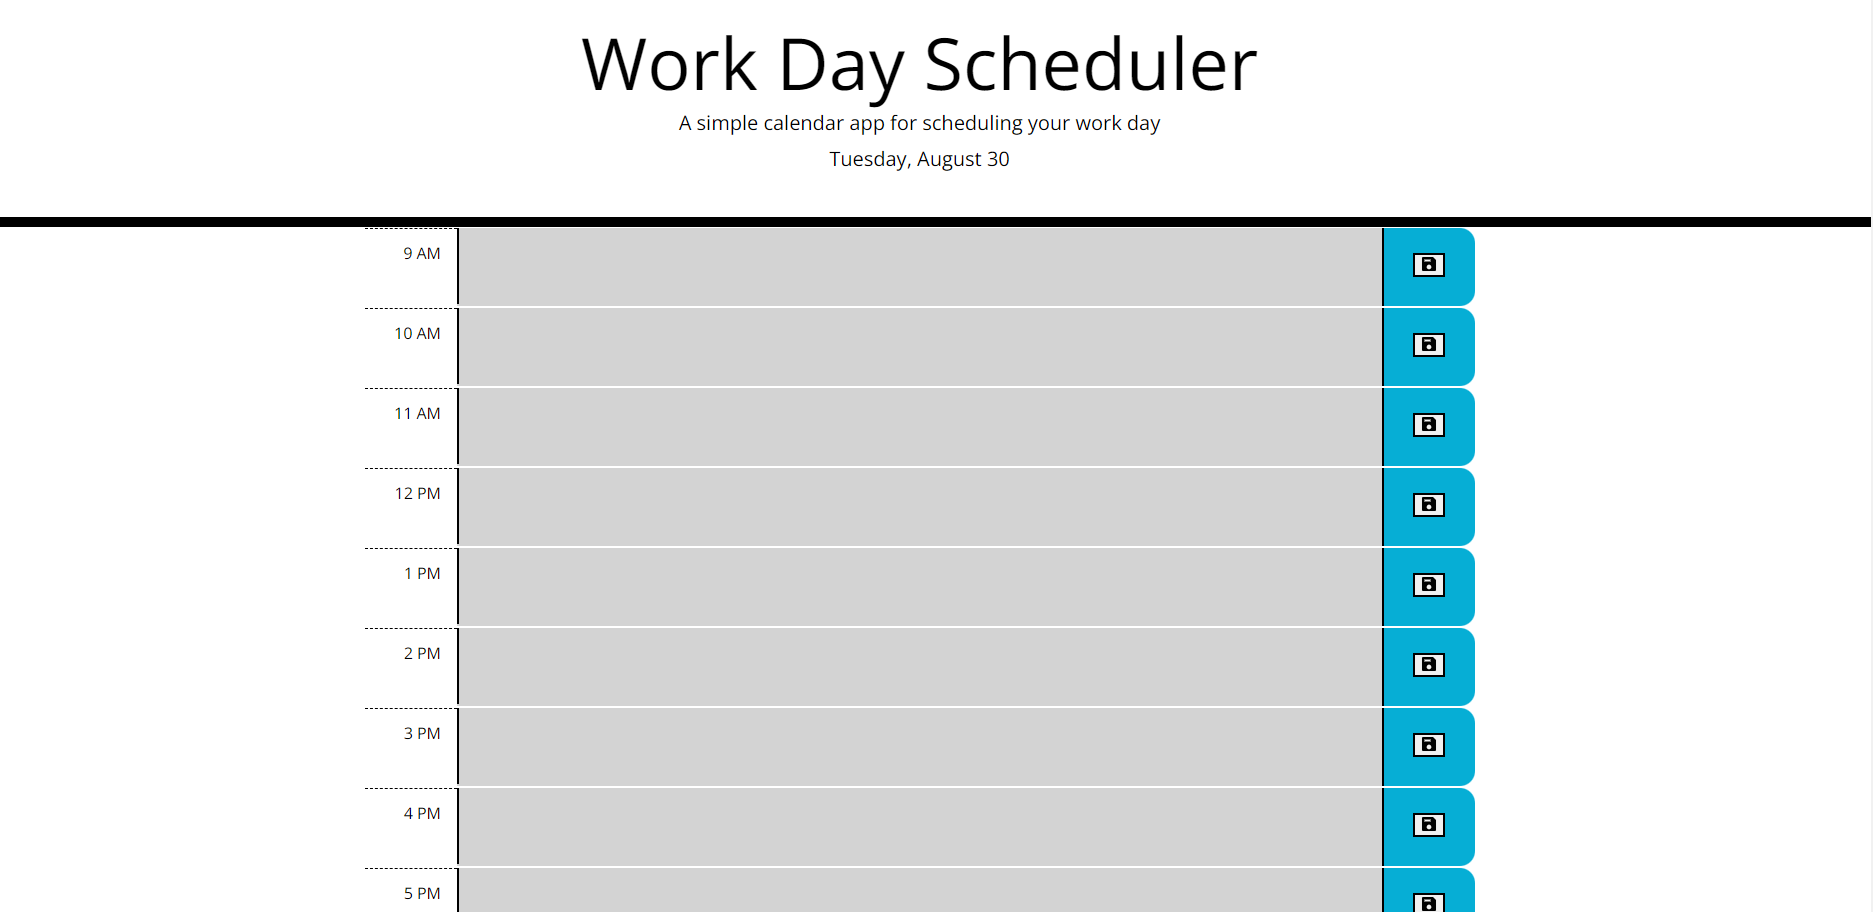 Work Day Scheduler
A simple calendar app for scheduling your work day
Tuesday, August 30
9 AM
10 AM
11 AM
12 PM
1 PM
2 PM
3 PM
4 PM
5 PM